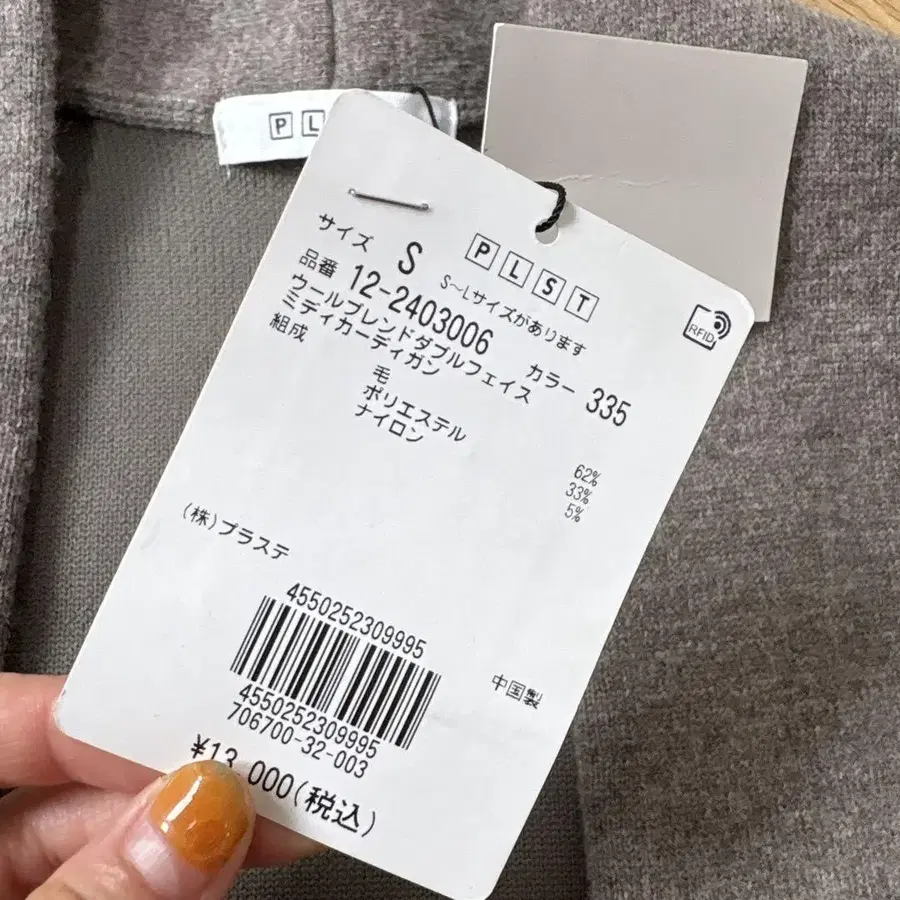 PL
PLST
サイズ S S～Lサイズがあります
品番 12-2403006 カラー 335
ウールブレンドダブルフェイス
ミディカーディガン
組成
毛 62%
ポリエステル 33%
ナイロン 5%
RFID
(株)プラステ
4550252309995
4550252309995
706700-32-003
中国製
¥13,000(税込)